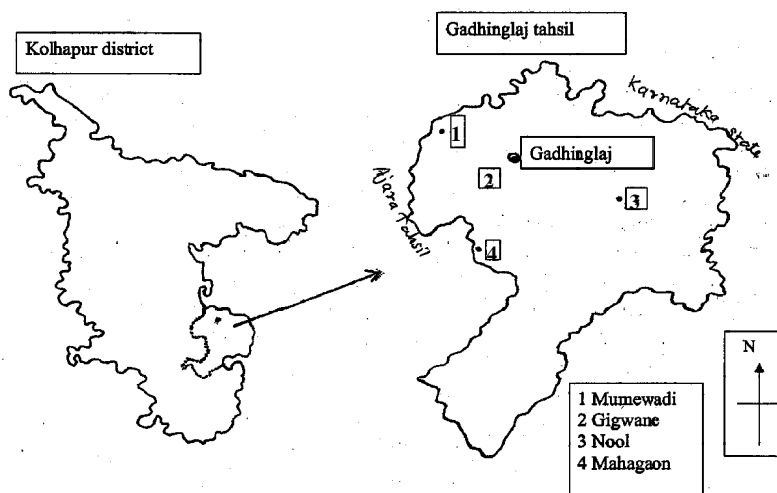 Kolhapur district
Gadhinglaj tahsil
Karnataka state
1
Gadhinglaj
2
Ajara Tahsil
3
4
N
1 Mumewadi
2 Gigwane
3 Nool
4 Mahagaon